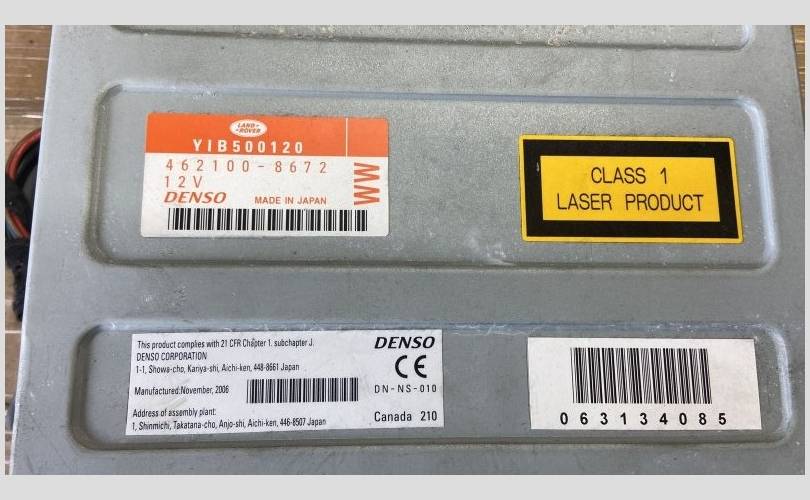 LAND-
ROVER
YIB500120
462100-8672
12V
WW
DENSO MADE IN JAPAN
CLASS 1
LASER PRODUCT
This product complies with 21 CFR Chapter 1. subchapter J.
DENSO CORPORATION
1-1, Showa-cho, Kariya-shi, Aichi-ken, 448-8661 Japan
Manufactured:November, 2006
Address of assembly plant:
1, Shinmichi, Takatana-cho, Anjo-shi, Aichi-ken, 446-8507 Japan
DENSO
CE
DN-NS-010
Canada 210
063134085